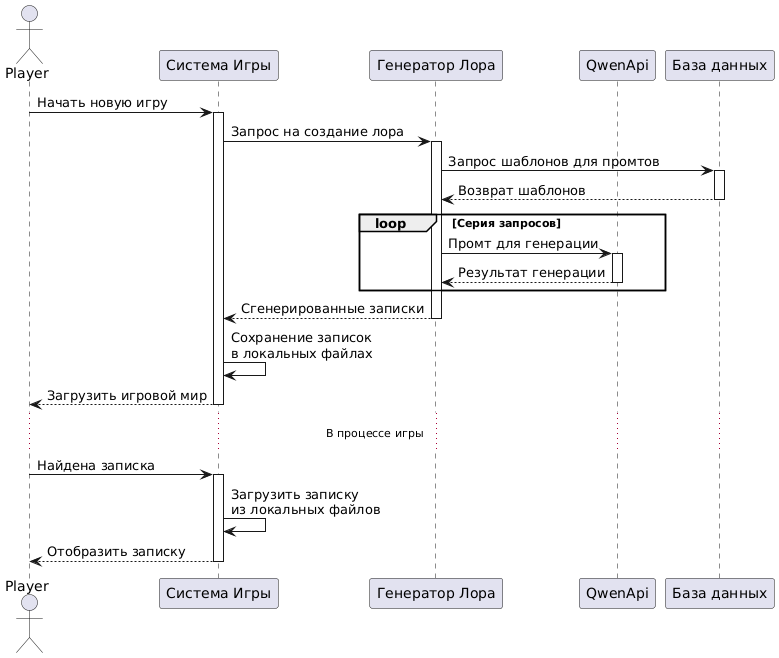 Player
Система Игры
Генератор Лора
QwenApi
База данных
Начать новую игру
Запрос на создание лора
Запрос шаблонов для промтов
Возврат шаблонов
loop
[Серия запросов]
Промт для генерации
Результат генерации
Сгенерированные записки
Сохранение записок
в локальных файлах
Загрузить игровой мир
В процессе игры
Найдена записка
Загрузить записку
из локальных файлов
Отобразить записку
Player
Система Игры
Генератор Лора
QwenApi
База данных